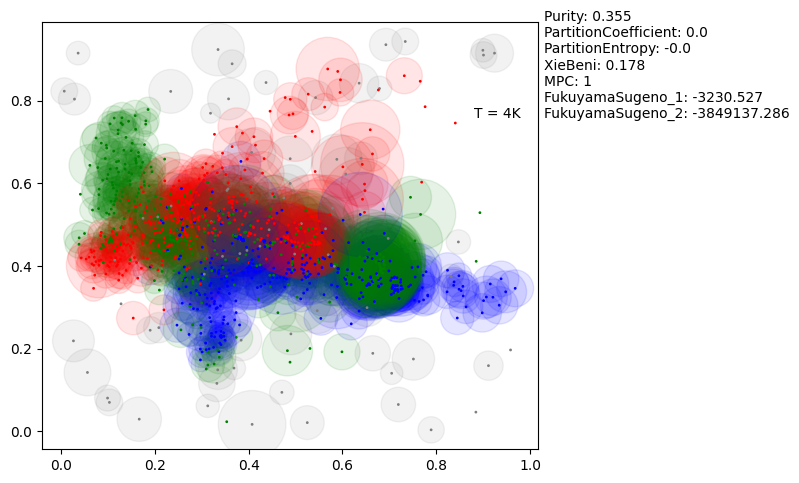 Purity: 0.355
PartitionCoefficient: 0.0
PartitionEntropy: -0.0
XieBeni: 0.178
MPC: 1
FukuyamaSugeno_1: -3230.527
FukuyamaSugeno_2: -3849137.286
T = 4K
0.8
0.6
0.4
0.2
0.0
0.0 0.2 0.4 0.6 0.8 1.0